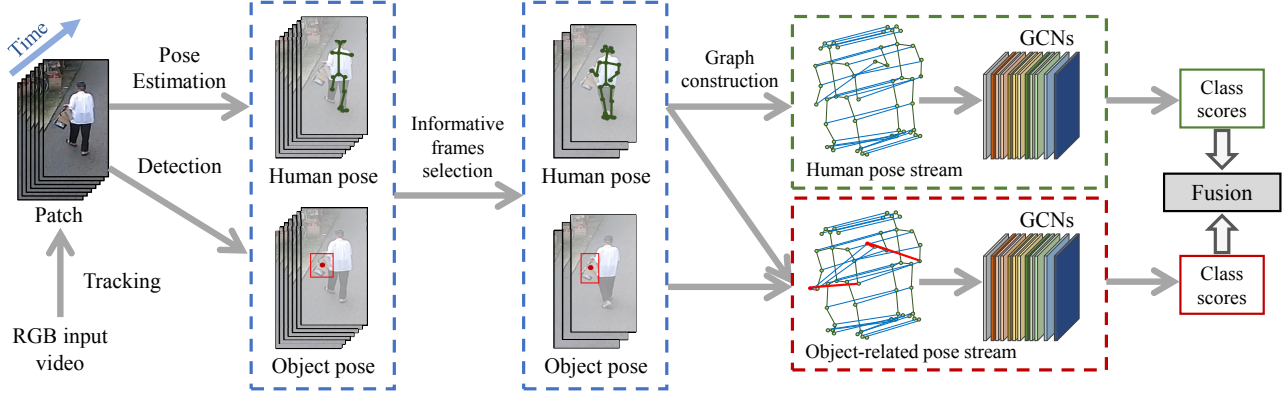 Time
Patch
Tracking
RGB input
video
Pose
Estimation
Detection
Human pose
Object pose
Informative
frames
selection
Human pose
Object pose
Graph
construction
GCNs
Human pose stream
GCNs
Object-related pose stream
Class
scores
Fusion
Class
scores